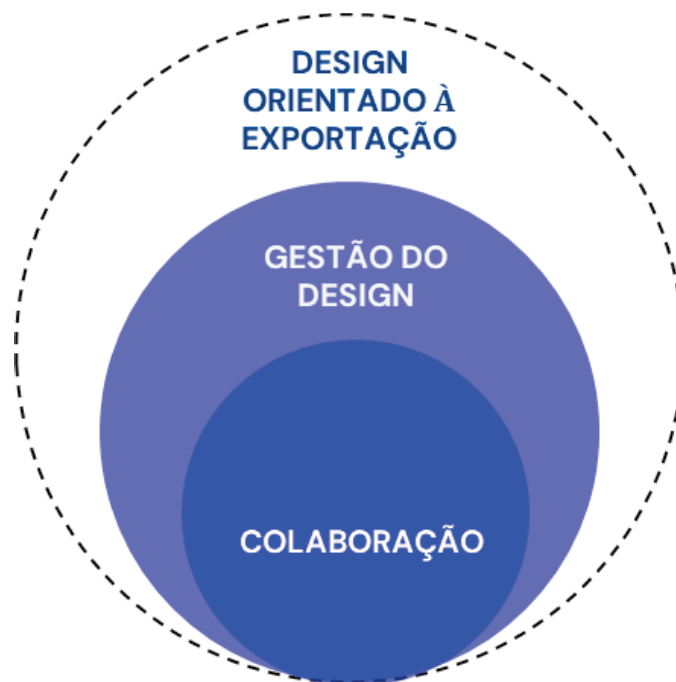 DESIGN
ORIENTADO À
EXPORTAÇÃO
GESTÃO DO
DESIGN
COLABORAÇÃO